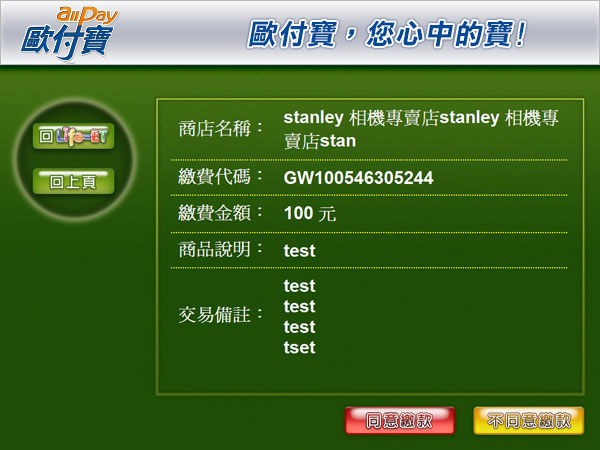 allPay
歐付寶
歐付寶，您心中的寶!
回Life-ET
回上頁
商店名稱： stanley 相機專賣店stanley 相機專
賣店stan
繳費代碼： GW100546305244
繳費金額： 100 元
商品說明： test
交易備註： test
test
test
tset
同意繳款
不同意繳款